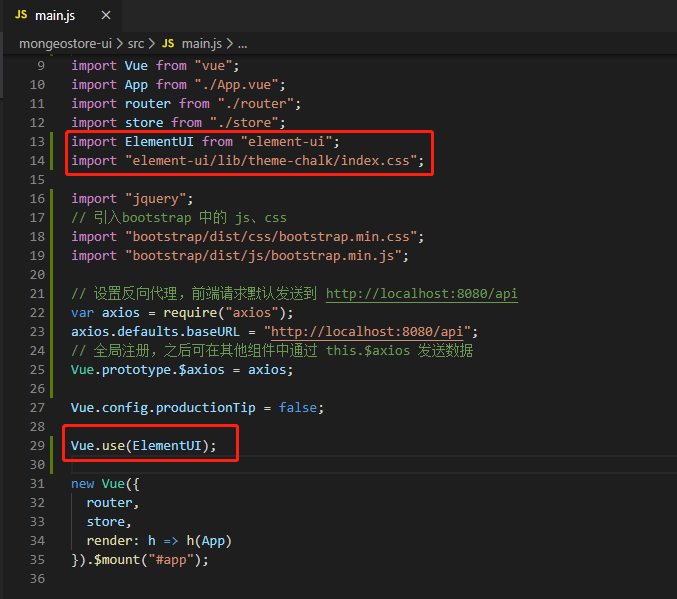 JS main.js ×
mongeostore-ui > src > JS main.js > ...
9 import Vue from "vue";
10 import App from "./App.vue";
11 import router from "./router";
12 import store from "./store";
13 import ElementUI from "element-ui";
14 import "element-ui/lib/theme-chalk/index.css";
15
16 import "jquery";
17 // 引入bootstrap 中的 js、css
18 import "bootstrap/dist/css/bootstrap.min.css";
19 import "bootstrap/dist/js/bootstrap.min.js";
20
21 // 设置反向代理，前端请求默认发送到 http://localhost:8080/api
22 var axios = require("axios");
23 axios.defaults.baseURL = "http://localhost:8080/api";
24 // 全局注册，之后可在其他组件中通过 this.$axios 发送数据
25 Vue.prototype.$axios = axios;
26
27 Vue.config.productionTip = false;
28
29 Vue.use(ElementUI);
30
31 new Vue({
32   router,
33   store,
34   render: h => h(App)
35 }).$mount("#app");
36